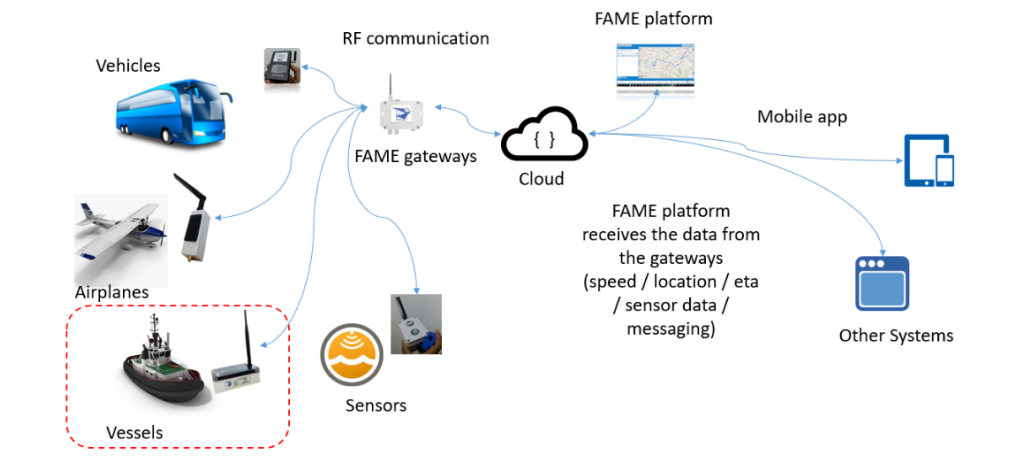 FAME platform
RF communication
Vehicles
Mobile app
FAME gateways
{ }
Cloud
FAME platform
receives the data from
the gateways
(speed / location / eta
/ sensor data /
messaging)
Airplanes
Other Systems
Sensors
Vessels